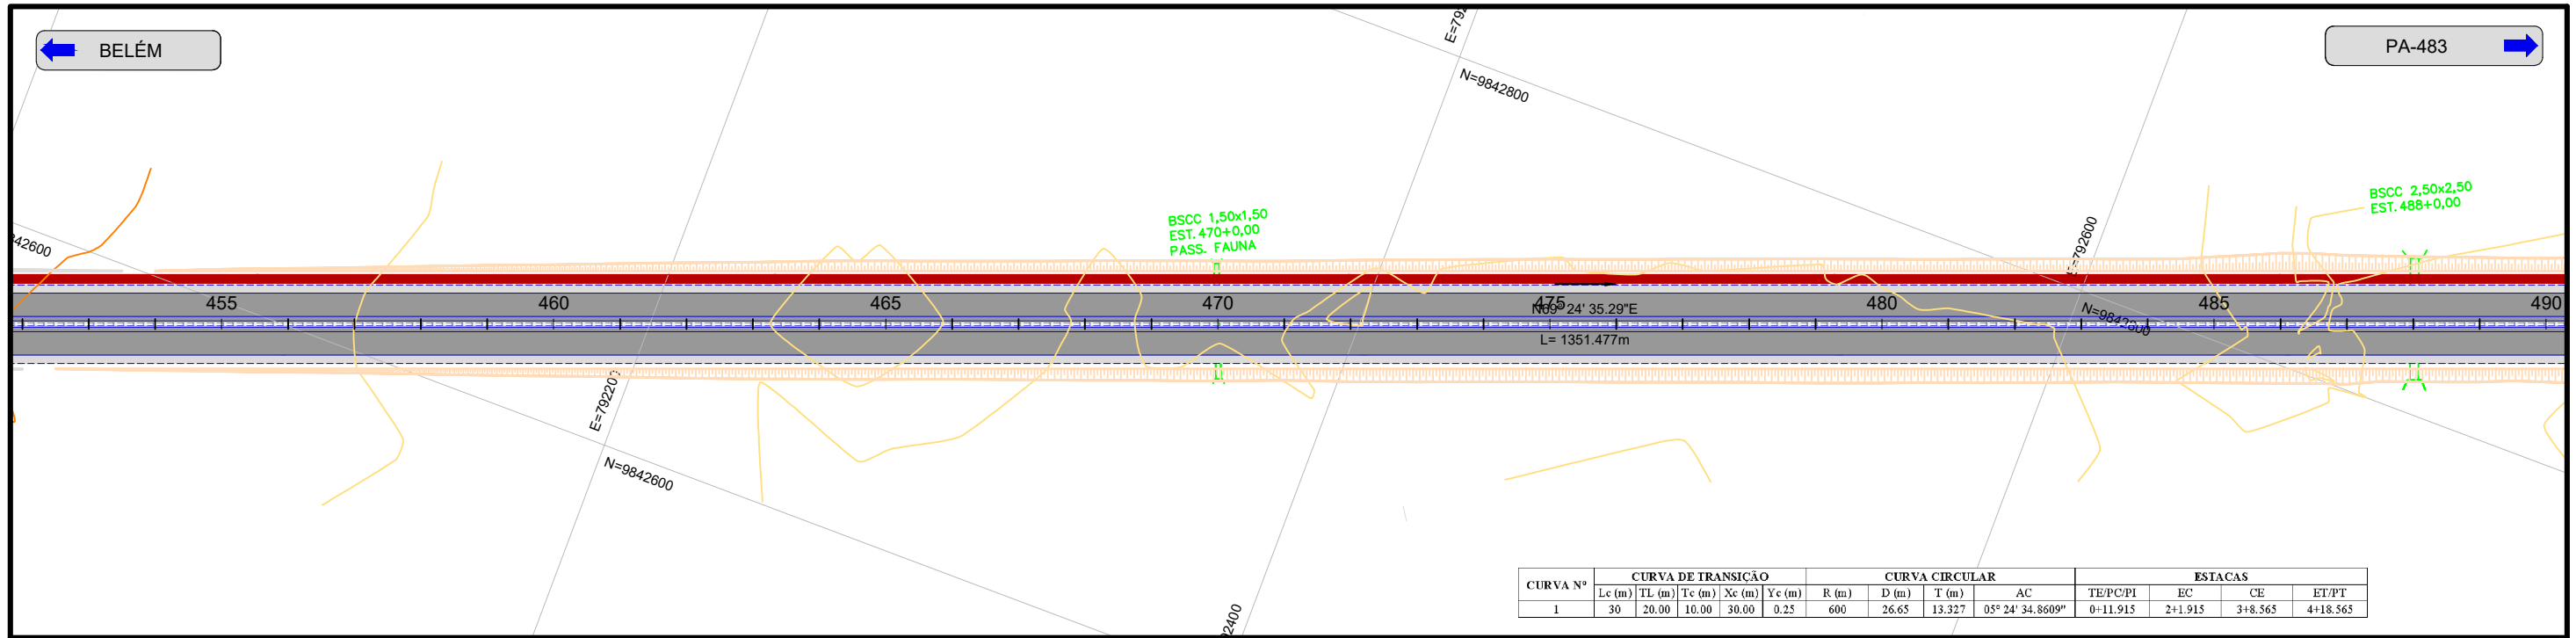 BELÉM
PA-483
N=9842800
BSCC 2,50x2,50
EST. 488+0,00
BSCC 1,50x1,50
EST. 470+0,00
PASS. FAUNA
E=792600
455
460
465
470
475
480
485
490
N69° 24' 35.29"E
N=9842800
L= 1351.477m
E=792200
N=9842600
CURVA Nº
CURVA DE TRANSIÇÃO
CURVA CIRCULAR
ESTACAS
Lc (m) TL (m) Tc (m) Xc (m) Yc (m) R (m) D (m) T (m) AC TE/PC/PI EC CE ET/PT
1 30 20.00 10.00 30.00 0.25 600 26.65 13.327 05° 24' 34.8609" 0+11.915 2+1.915 3+8.565 4+18.565